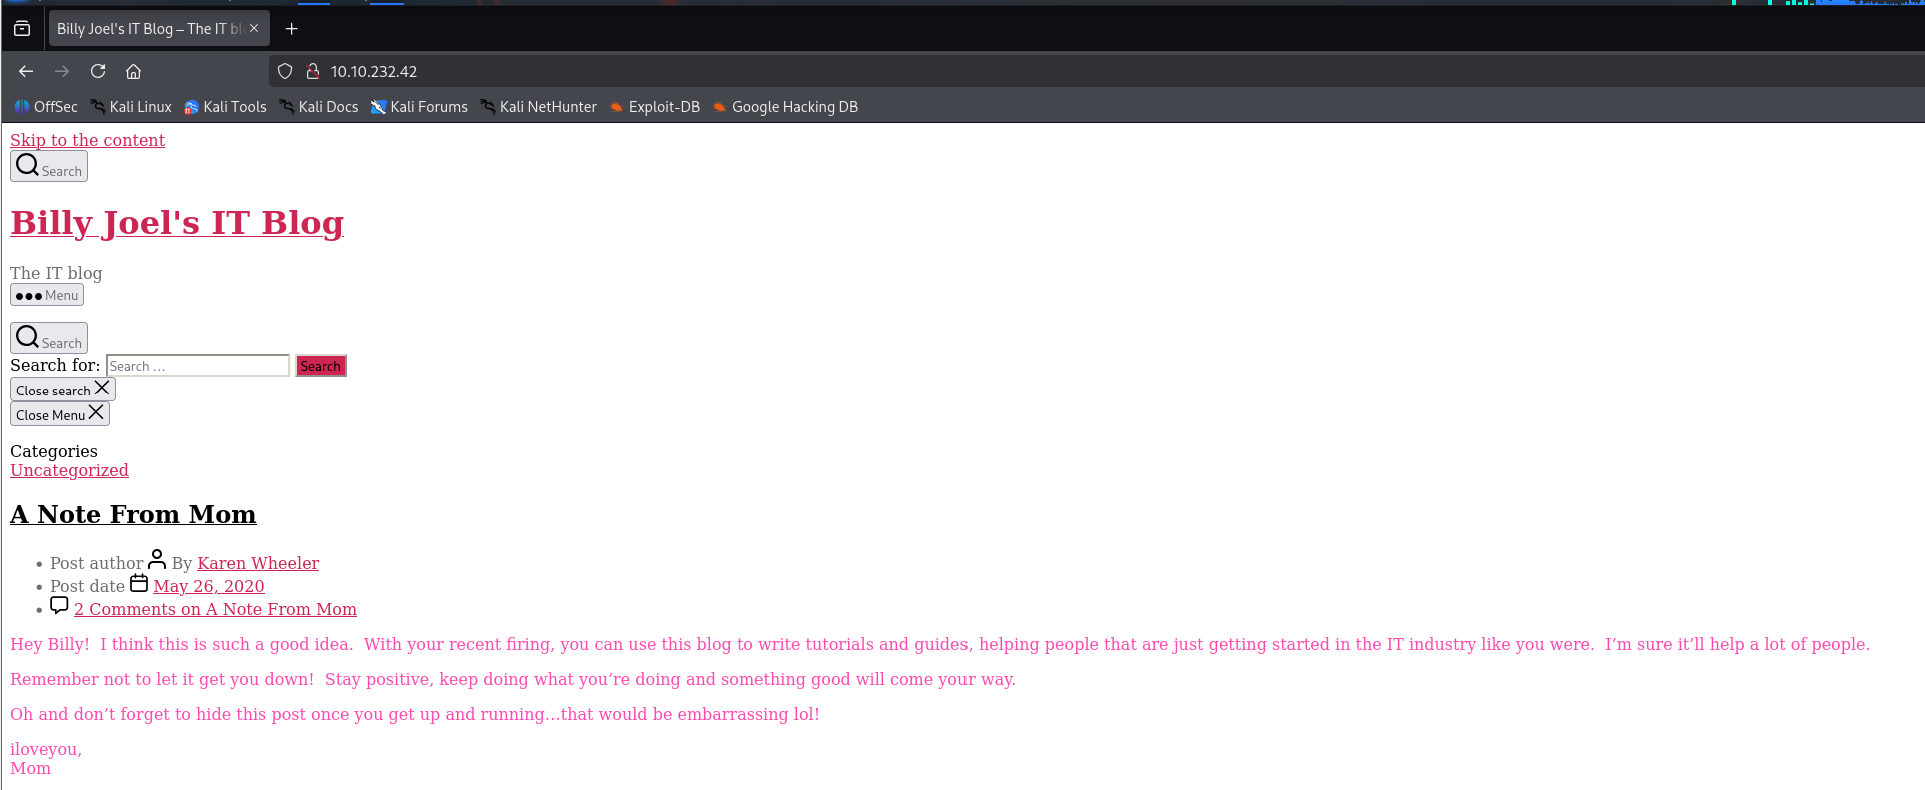 Billy Joel's IT Blog – The IT bl
10.10.232.42
OffSec Kali Linux Kali Tools Kali Docs Kali Forums Kali NetHunter Exploit-DB Google Hacking DB
Skip to the content
Search
Billy Joel's IT Blog
The IT blog
Menu
Search
Search for: Search … Search
Close search
Close Menu
Categories
Uncategorized
A Note From Mom
• Post author By Karen Wheeler
• Post date May 26, 2020
• 2 Comments on A Note From Mom
Hey Billy!  I think this is such a good idea.  With your recent firing, you can use this blog to write tutorials and guides, helping people that are just getting started in the IT industry like you were.  I’m sure it’ll help a lot of people.
Remember not to let it get you down!  Stay positive, keep doing what you’re doing and something good will come your way.
Oh and don’t forget to hide this post once you get up and running…that would be embarrassing lol!
iloveyou,
Mom